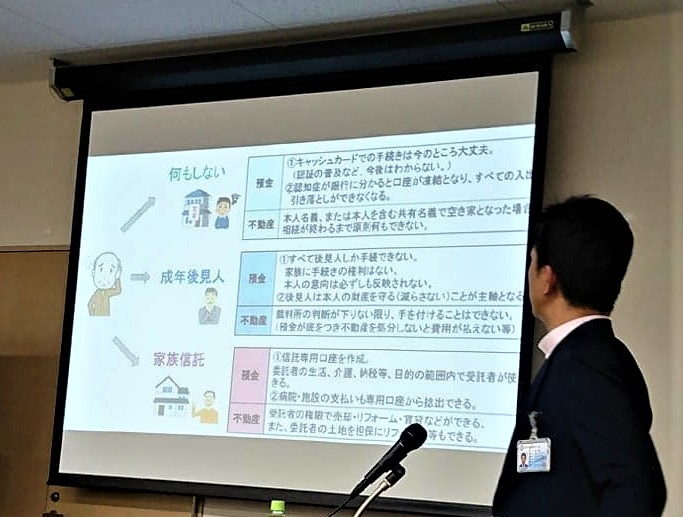 何もしない
預金
①キャッシュカードでの手続きは今のところ大丈夫。
(認証の普及など、今後はわからない。)
②認知症が銀行に分かると口座が凍結となり、すべての入出
引き落としができなくなる。
不動産
本人名義、または本人を含む共有名義で空き家となった場合
相続が終わるまで原則何もできない。
成年後見人
預金
①すべて後見人しか手続できない。
家族に手続きの権利はない。
本人の意向は必ずしも反映されない。
②後見人は本人の財産を守る(減らさない)ことが主軸となる
不動産
裁判所の判断が下りない限り、手を付けることはできない。
(預金が底をつき不動産を処分しないと費用が払えない等)
家族信託
預金
①信託専用口座を作成。
委託者の生活、介護、納税等、目的の範囲内で受託者が使
きる。
②病院・施設の支払いも専用口座から捻出できる。
不動産
受託者の権限で売却・リフォーム・賃貸などができる。
また、委託者の土地を担保にリフ 等もできる。